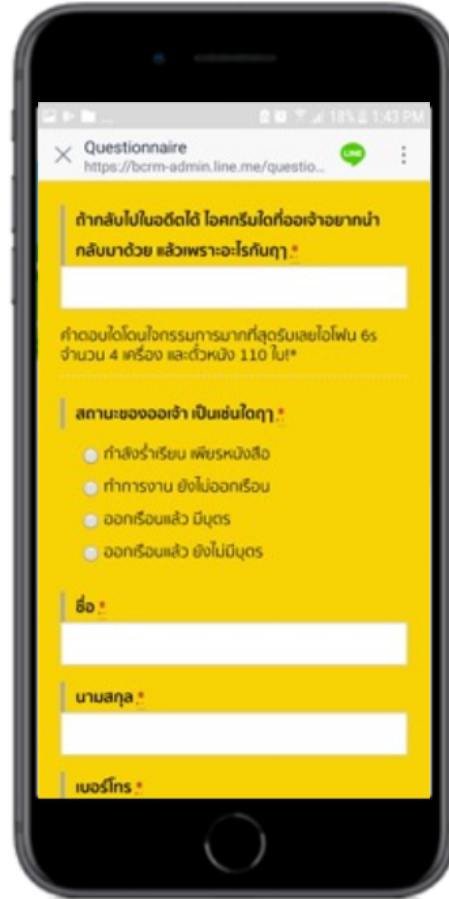 18% 1:43 PM
Questionnaire
https://bcrm-admin.line.me/questio...
LINE
ถ้ากลับไปในอดีตได้ ไอศกรีมใดที่ออเจ้าอยากนำ
กลับมาด้วย แล้วเพราะอะไรกันฤๅ *
คำตอบใดโดนใจกรรมการมากที่สุดรับเลยไอโฟน 6s
จำนวน 4 เครื่อง และตั๋วหนัง 110 ใบ!*
สถานะของออเจ้า เป็นเช่นใดฤๅ *
กำลังร่ำเรียน เพียรหนังสือ
ทำการงาน ยังไม่ออกเรือน
ออกเรือนแล้ว มีบุตร
ออกเรือนแล้ว ยังไม่มีบุตร
ชื่อ *
นามสกุล *
เบอร์โทร *